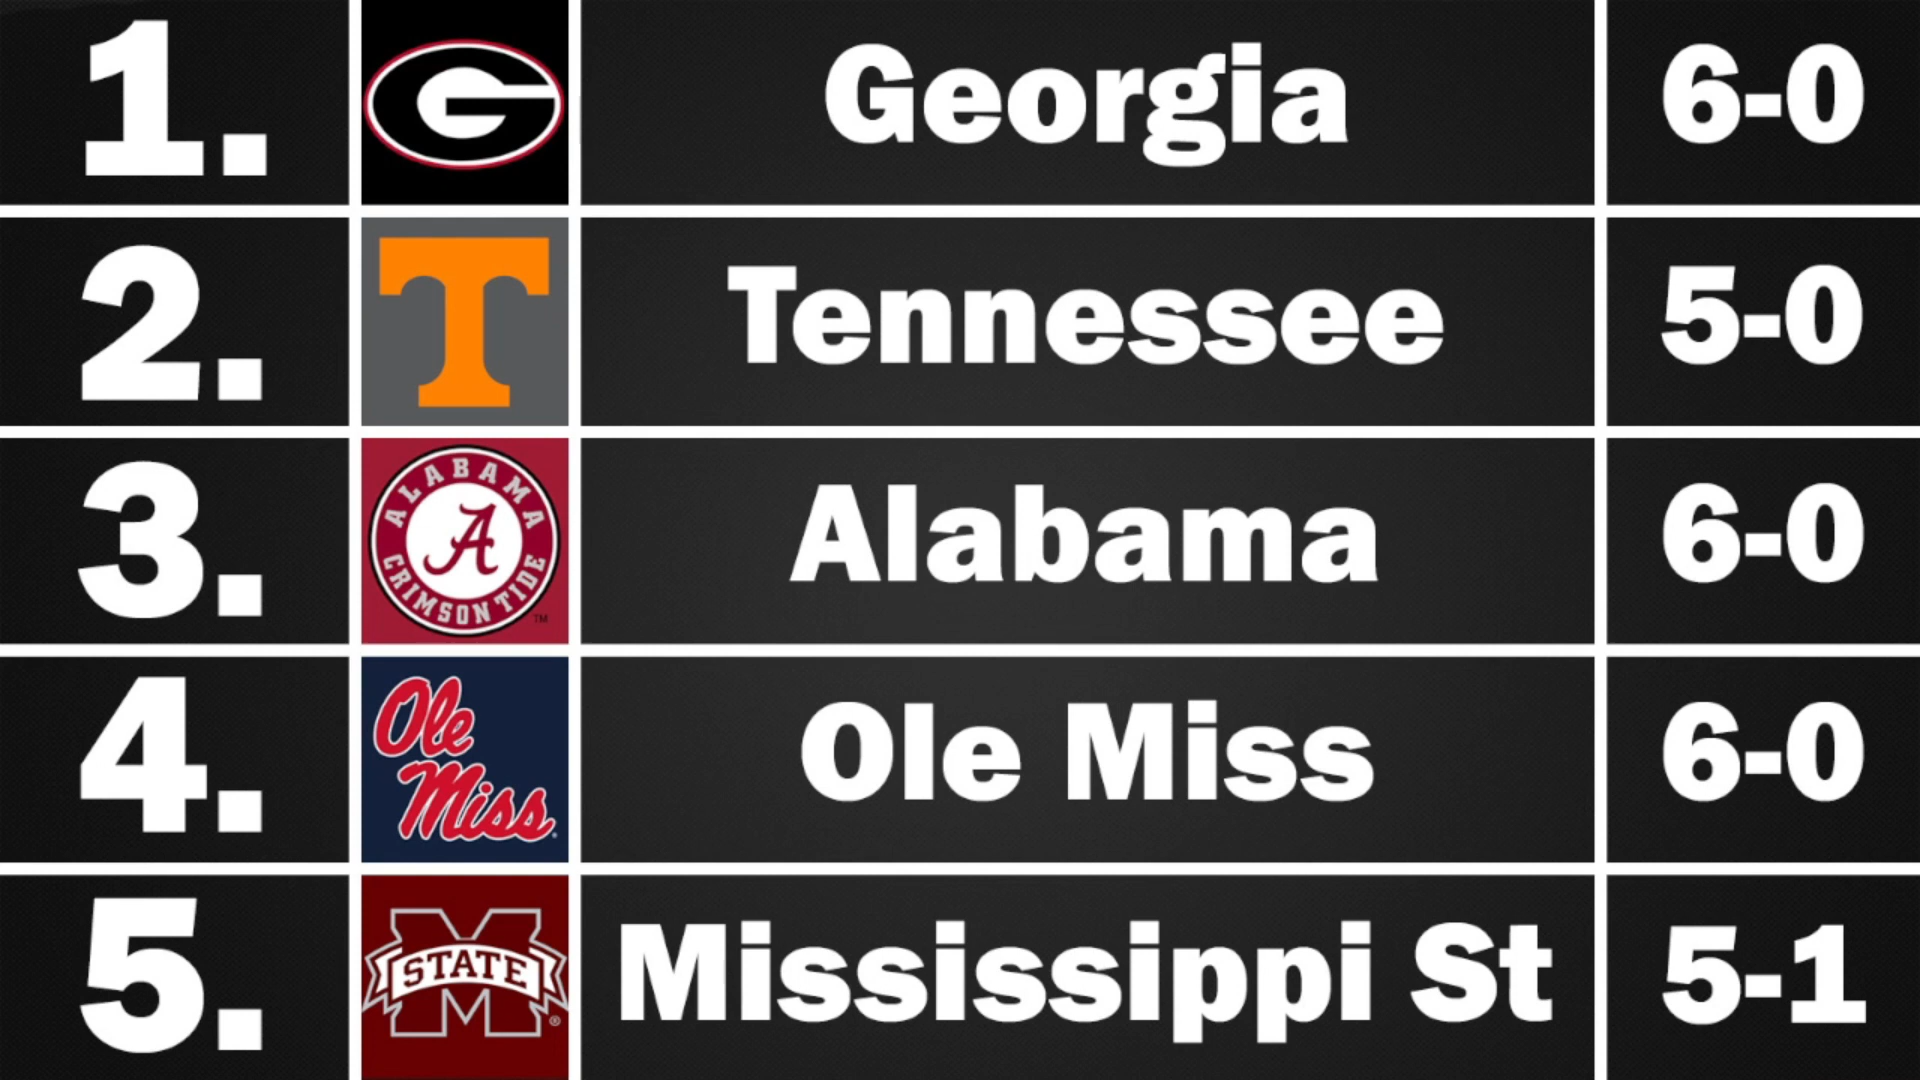 1. G Georgia 6-0
2. T Tennessee 5-0
3. ALABAMA A CRIMSON TIDE TM Alabama 6-0
4. Ole Miss Ole Miss 6-0
5. M STATE ® Mississippi St 5-1